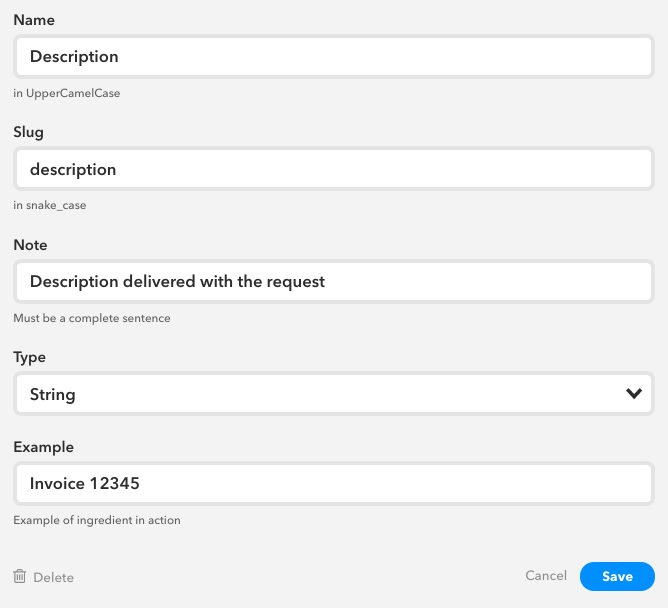 Name
Description
in UpperCamelCase
Slug
description
in snake_case
Note
Description delivered with the request
Must be a complete sentence
Type
String
Example
Invoice 12345
Example of ingredient in action
Delete
Cancel
Save